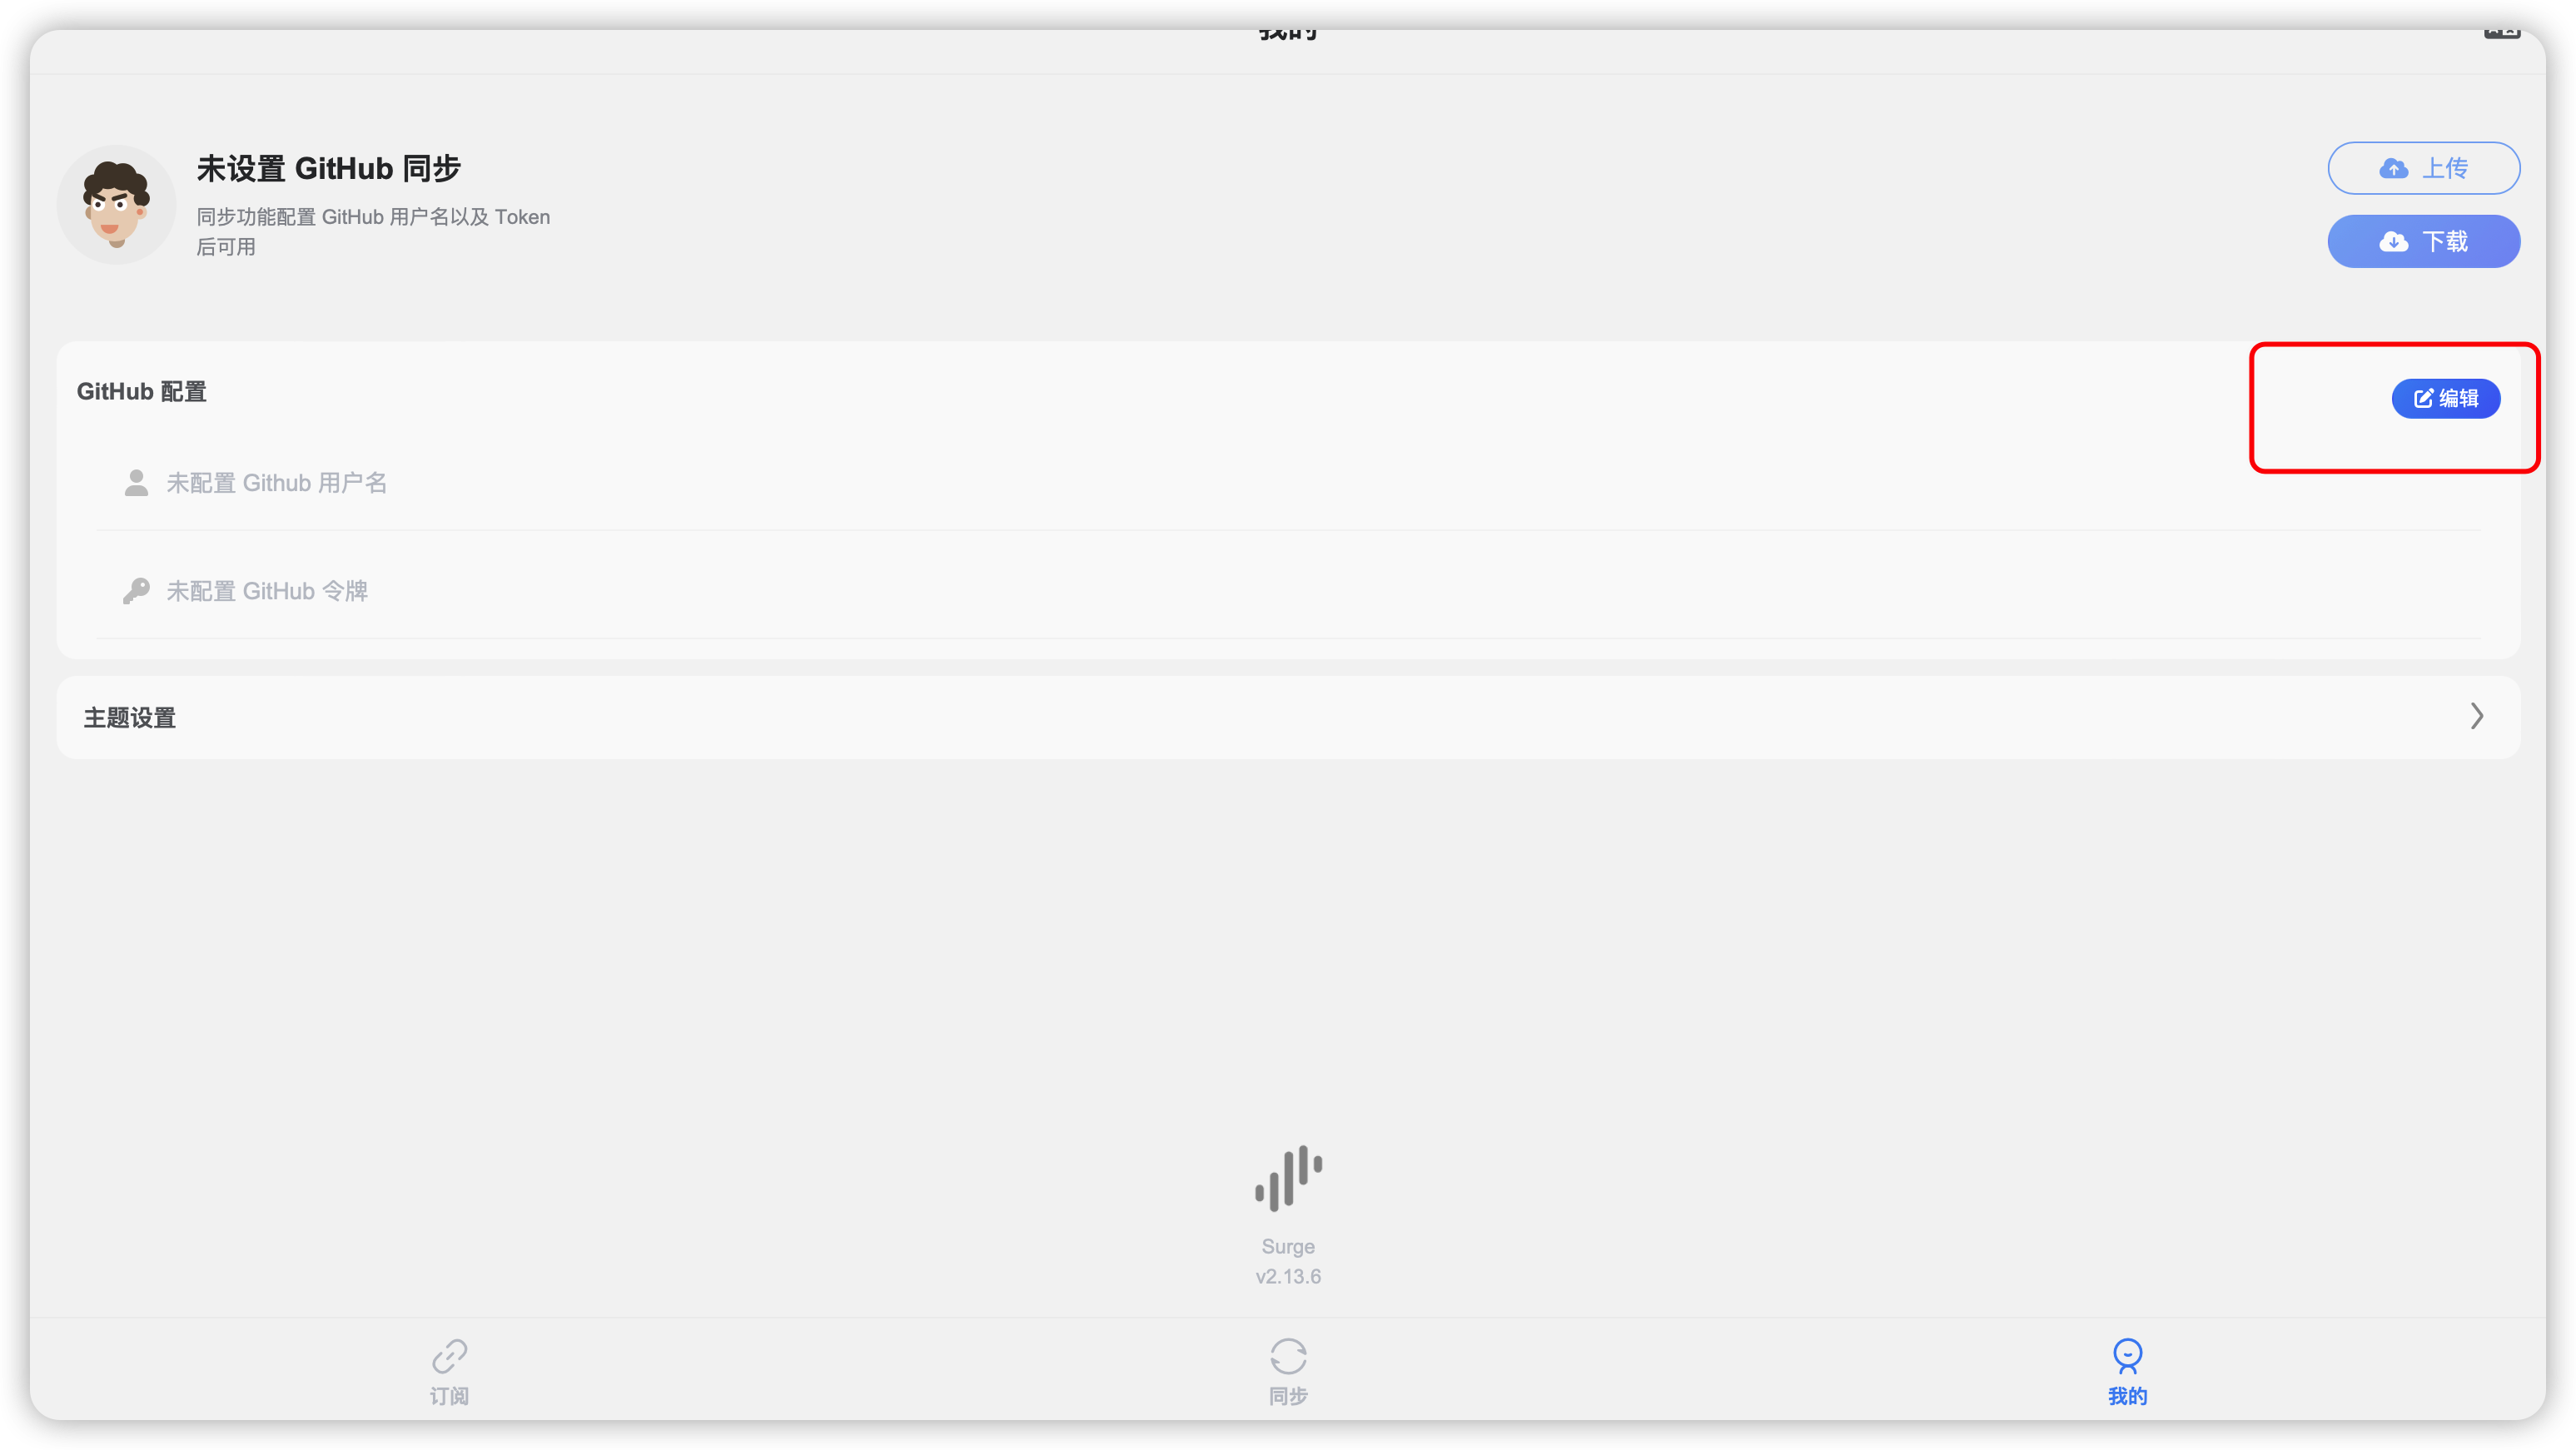 我的
未设置 GitHub 同步
同步功能配置 GitHub 用户名以及 Token
后可用
上传
下载
GitHub 配置
编辑
未配置 Github 用户名
未配置 GitHub 令牌
主题设置
Surge
v2.13.6
订阅
同步
我的